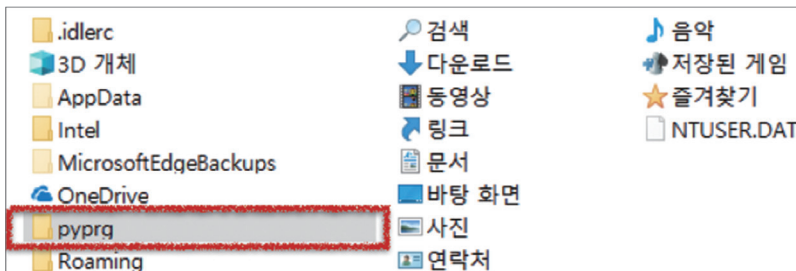 .idlerc
3D 개체
AppData
Intel
MicrosoftEdgeBackups
OneDrive
pyprg
Roaming
검색
다운로드
동영상
링크
문서
바탕 화면
사진
연락처
음악
저장된 게임
즐겨찾기
NTUSER.DAT